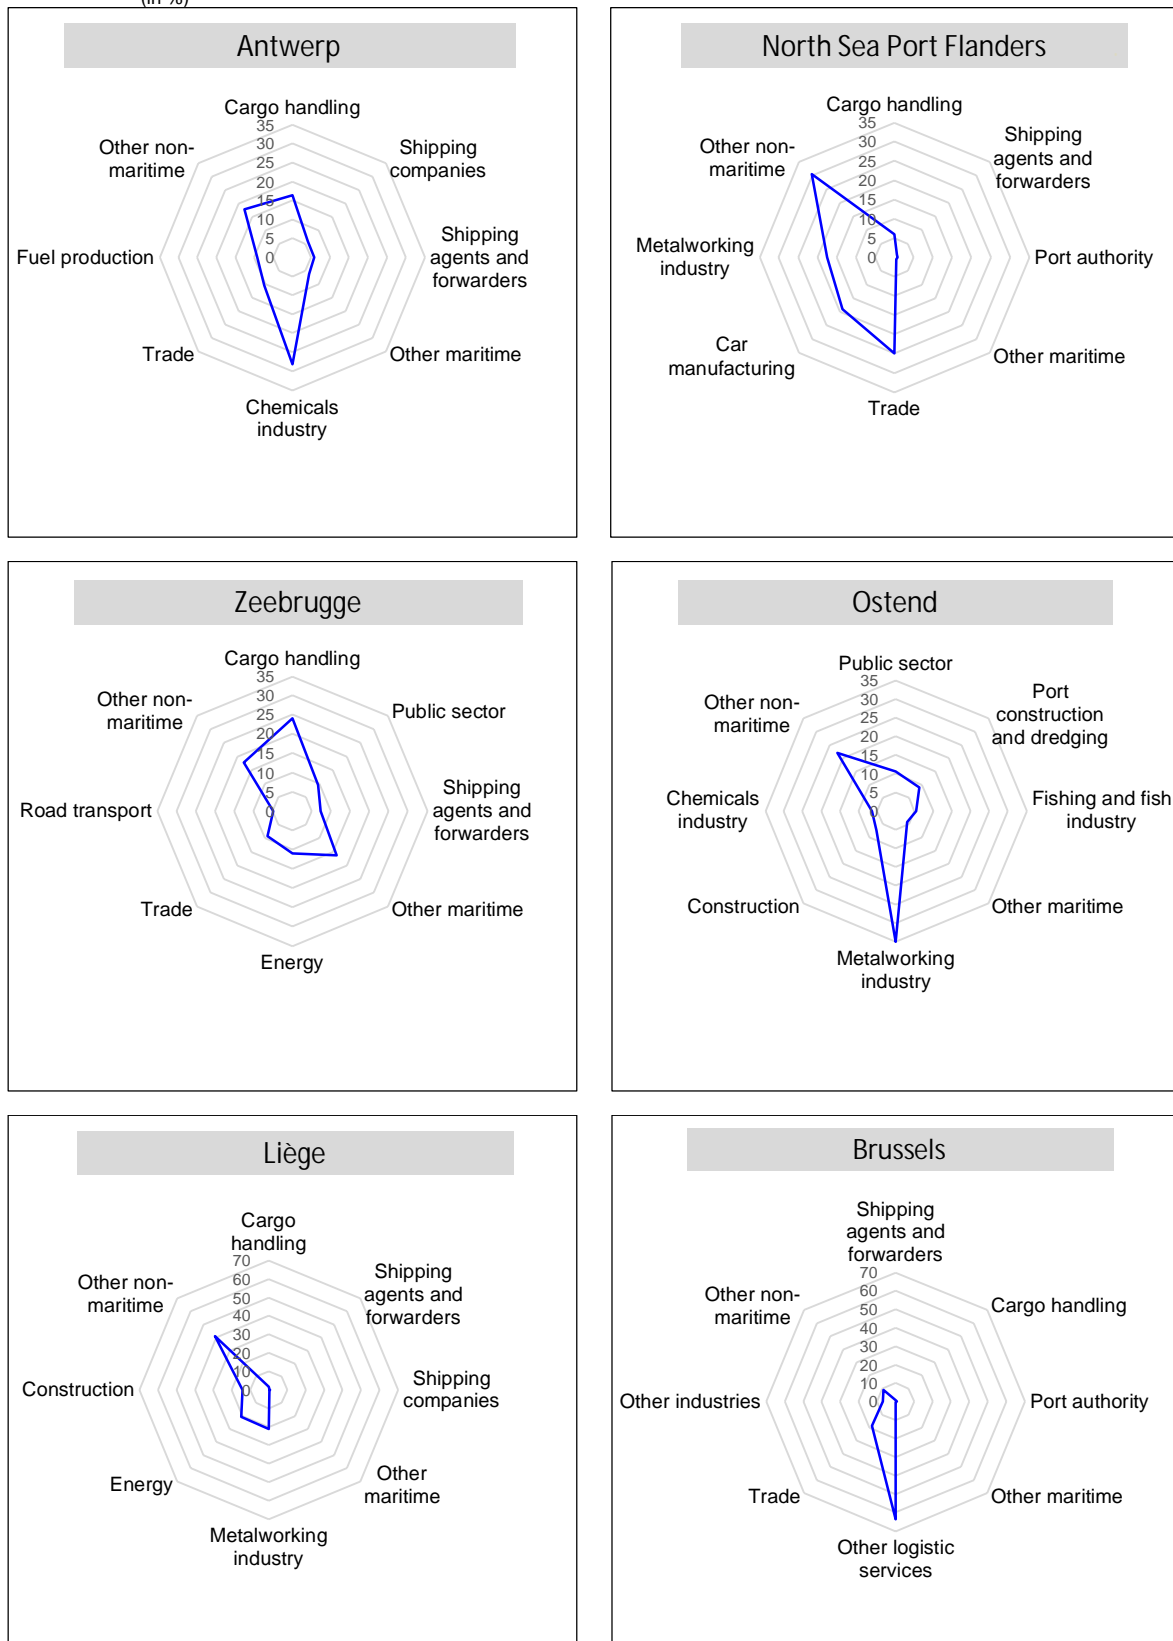 (in %)
Antwerp
Cargo handling
35
30
25
20
15
10
5
0
Shipping
companies
Shipping
agents and
forwarders
Other maritime
Chemicals
industry
Trade
Fuel production
Other non-
maritime
North Sea Port Flanders
Cargo handling
35
30
25
20
15
10
5
0
Shipping
agents and
forwarders
Port authority
Other maritime
Trade
Car
manufacturing
Metalworking
industry
Other non-
maritime
Zeebrugge
Cargo handling
35
30
25
20
15
10
5
0
Public sector
Shipping
agents and
forwarders
Other maritime
Energy
Trade
Road transport
Other non-
maritime
Ostend
Public sector
35
30
25
20
15
10
5
0
Port
construction
and dredging
Fishing and fish
industry
Other maritime
Metalworking
industry
Construction
Chemicals
industry
Other non-
maritime
Liège
Cargo
handling
70
60
50
40
30
20
10
0
Shipping
agents and
forwarders
Shipping
companies
Other
maritime
Metalworking
industry
Energy
Construction
Other non-
maritime
Brussels
Shipping
agents and
forwarders
70
60
50
40
30
20
10
0
Cargo handling
Port authority
Other maritime
Other logistic
services
Trade
Other industries
Other non-
maritime